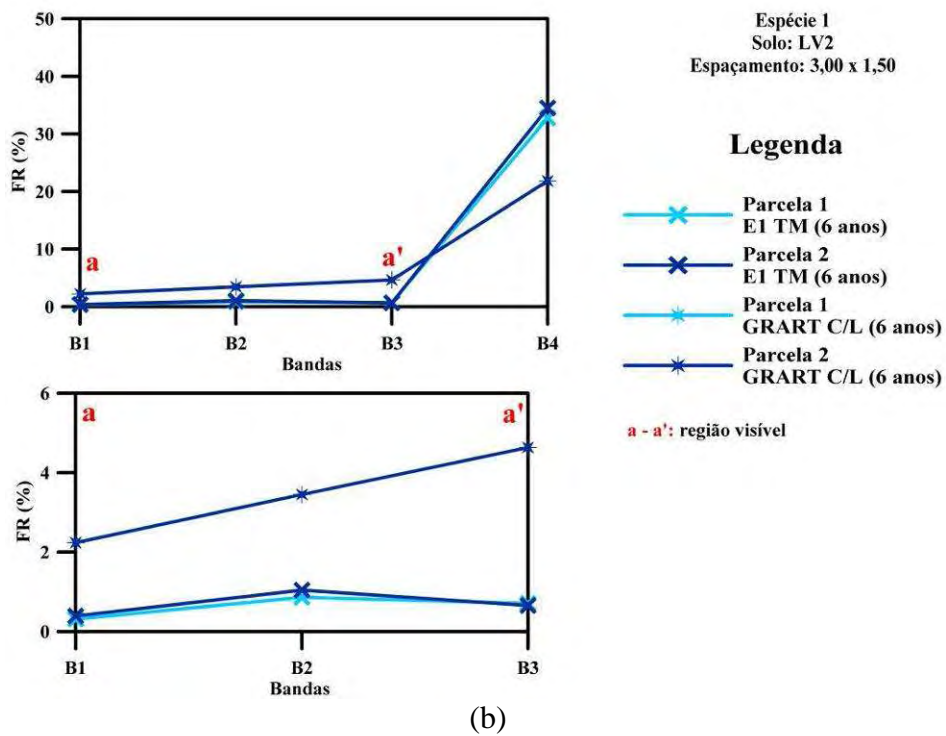 50
40
30
20
10
0
FR (%)
a
a'
B1
B2
B3
B4
Bandas
6
4
2
0
FR (%)
a
a'
B1
B2
B3
Bandas
Espécie 1
Solo: LV2
Espaçamento: 3,00 x 1,50
Legenda
Parcela 1
E1 TM (6 anos)
Parcela 2
E1 TM (6 anos)
Parcela 1
GRART C/L (6 anos)
Parcela 2
GRART C/L (6 anos)
a - a': região visível
(b)